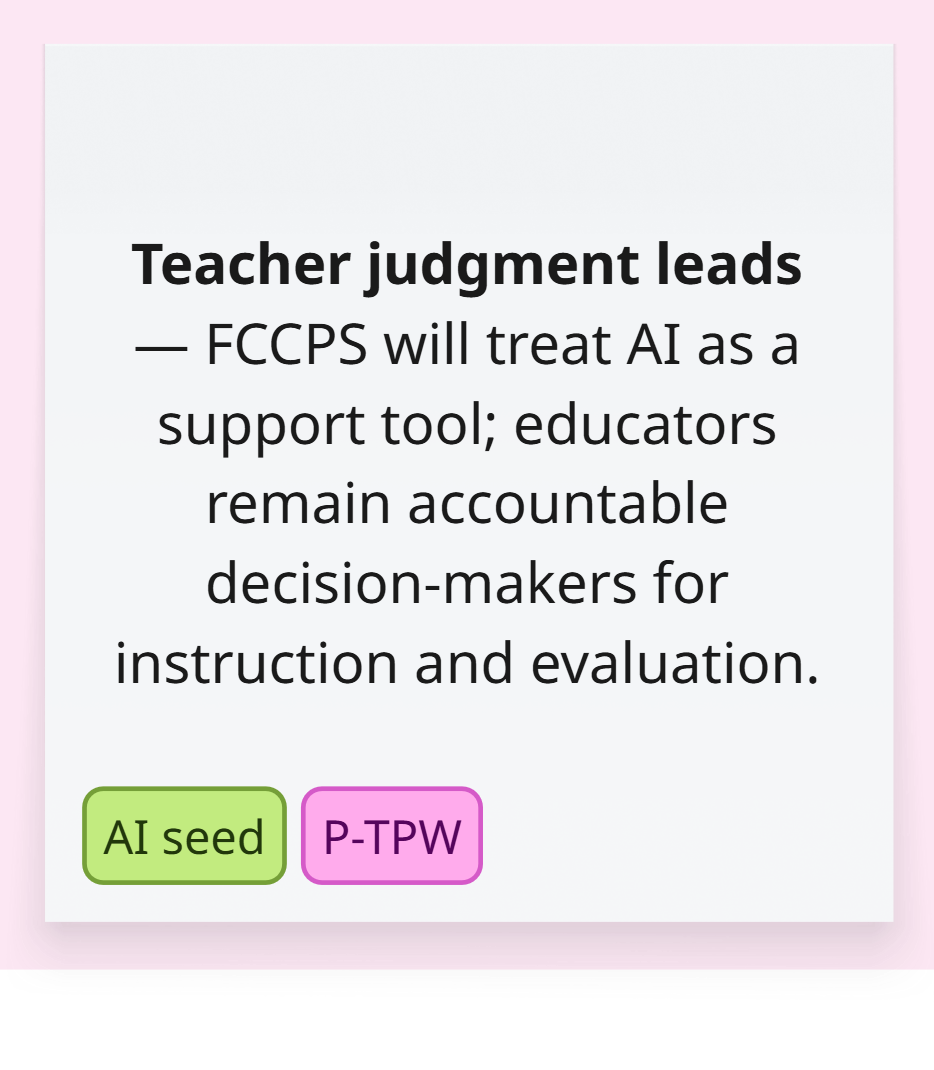 Teacher judgment leads
— FCCPS will treat AI as a
support tool; educators
remain accountable
decision-makers for
instruction and evaluation.
AI seed P-TPW